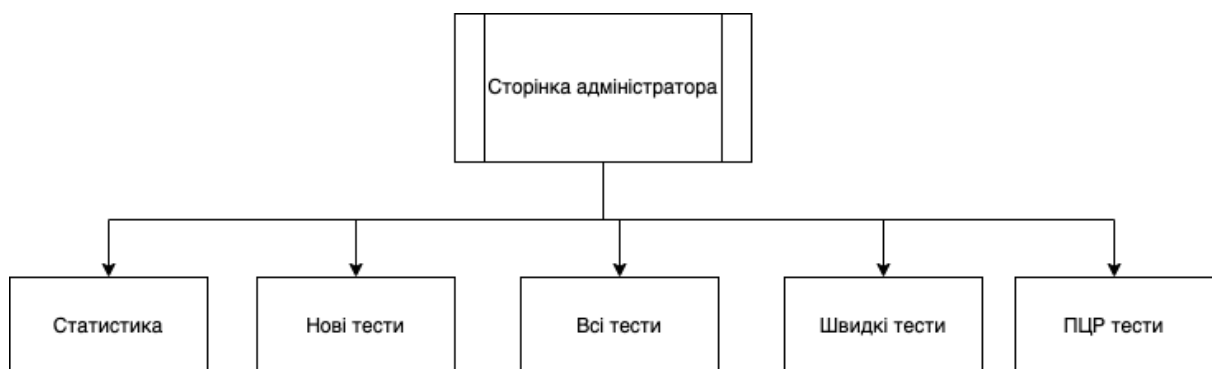 Сторінка адміністратора
Статистика
Нові тести
Всі тести
Швидкі тести
ПЦР тести